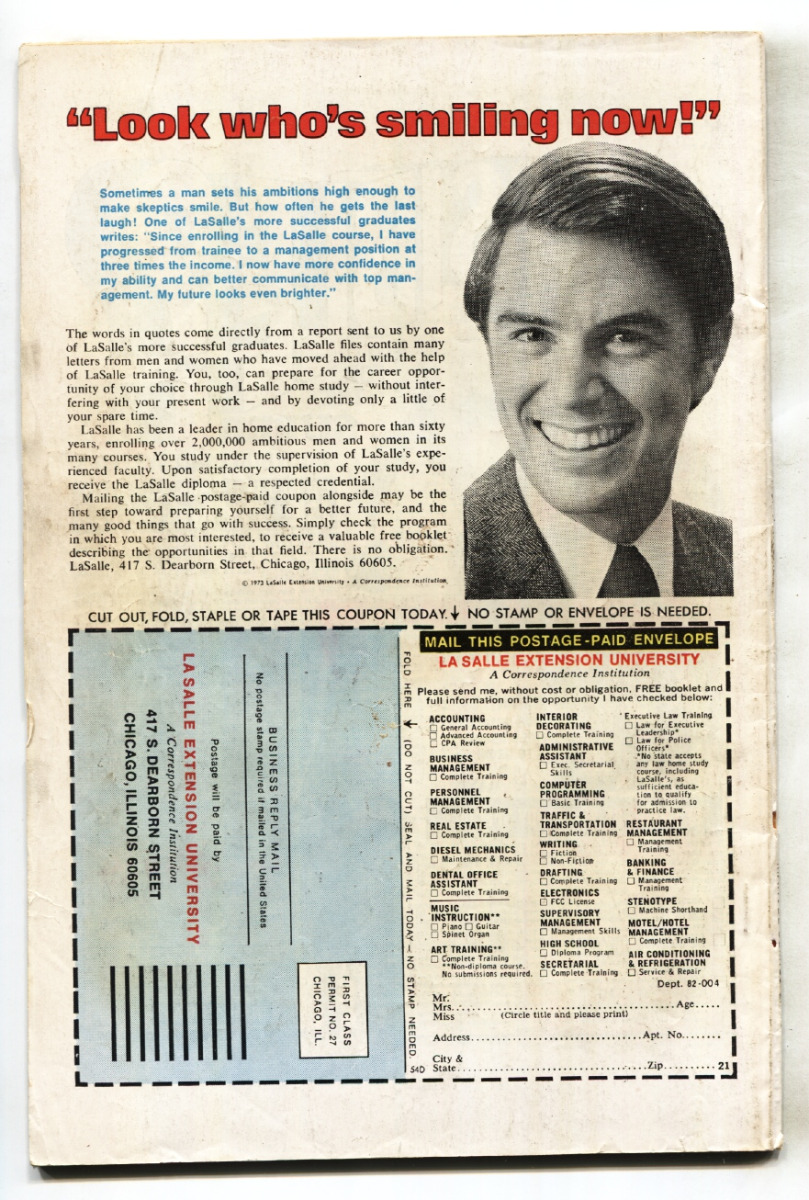 “Look who’s smiling now!”
Sometimes a man sets his ambitions high enough to
make skeptics smile. But how often he gets the last
laugh! One of LaSalle's more successful graduates
writes: "Since enrolling in the LaSalle course, I have
progressed from trainee to a management position at
three times the income. I now have more confidence in
my ability and can better communicate with top man-
agement. My future looks even brighter."
The words in quotes come directly from a report sent to us by one
of LaSalle's more successful graduates. LaSalle files contain many
letters from men and women who have moved ahead with the help
of LaSalle training. You, too, can prepare for the career oppor-
tunity of your choice through LaSalle home study — without inter-
fering with your present work — and by devoting only a little of
your spare time.
LaSalle has been a leader in home education for more than sixty
years, enrolling over 2,000,000 ambitious men and women in its
many courses. You study under the supervision of LaSalle's expe-
rienced faculty. Upon satisfactory completion of your study, you
receive the LaSalle diploma — a respected credential.
Mailing the LaSalle postage-paid coupon alongside may be the
first step toward preparing yourself for a better future, and the
many good things that go with success. Simply check the program
in which you are most interested, to receive a valuable free booklet
describing the opportunities in that field. There is no obligation.
LaSalle, 417 S. Dearborn Street, Chicago, Illinois 60605.
© 1973 LaSalle Extension University • A Correspondence Institution
CUT OUT, FOLD, STAPLE OR TAPE THIS COUPON TODAY. ↓ NO STAMP OR ENVELOPE IS NEEDED.
BUSINESS REPLY MAIL
No postage stamp required if mailed in the United States
Postage will be paid by
LA SALLE EXTENSION UNIVERSITY
A Correspondence Institution
417 S. DEARBORN STREET
CHICAGO, ILLINOIS 60605
FIRST CLASS
PERMIT NO. 27
CHICAGO, ILL.
FOLD HERE → (DO NOT CUT) SEAL AND MAIL TODAY — NO STAMP NEEDED.
54D
MAIL THIS POSTAGE-PAID ENVELOPE
LA SALLE EXTENSION UNIVERSITY
A Correspondence Institution
Please send me, without cost or obligation, FREE booklet and
full information on the opportunity I have checked below:
ACCOUNTING
☐ General Accounting
☐ Advanced Accounting
☐ CPA Review
BUSINESS
MANAGEMENT
☐ Complete Training
PERSONNEL
MANAGEMENT
☐ Complete Training
REAL ESTATE
☐ Complete Training
DIESEL MECHANICS
☐ Maintenance & Repair
DENTAL OFFICE
ASSISTANT
☐ Complete Training
MUSIC
INSTRUCTION**
☐ Piano ☐ Guitar
☐ Spinet Organ
ART TRAINING**
☐ Complete Training
**Non-diploma course.
No submissions required.
INTERIOR
DECORATING
☐ Complete Training
ADMINISTRATIVE
ASSISTANT
☐ Exec. Secretarial
Skills
COMPUTER
PROGRAMMING
☐ Basic Training
TRAFFIC &
TRANSPORTATION
☐ Complete Training
WRITING
☐ Fiction
☐ Non-Fiction
DRAFTING
☐ Complete Training
ELECTRONICS
☐ FCC License
SUPERVISORY
MANAGEMENT
☐ Management Skills
HIGH SCHOOL
☐ Diploma Program
SECRETARIAL
☐ Complete Training
Executive Law Training
☐ Law for Executive
Leadership*
☐ Law for Police
Officers*
*No state accepts
any law home study
course, including
LaSalle's, as
sufficient educa-
tion to qualify
for admission to
practice law.
RESTAURANT
MANAGEMENT
☐ Management
Training
BANKING
& FINANCE
☐ Management
Training
STENOTYPE
☐ Machine Shorthand
MOTEL/HOTEL
MANAGEMENT
☐ Complete Training
AIR CONDITIONING
& REFRIGERATION
☐ Service & Repair
Dept. 82-004
Mr.
Mrs. Age
Miss (Circle title and please print)
Address Apt. No.
City &
State Zip 21